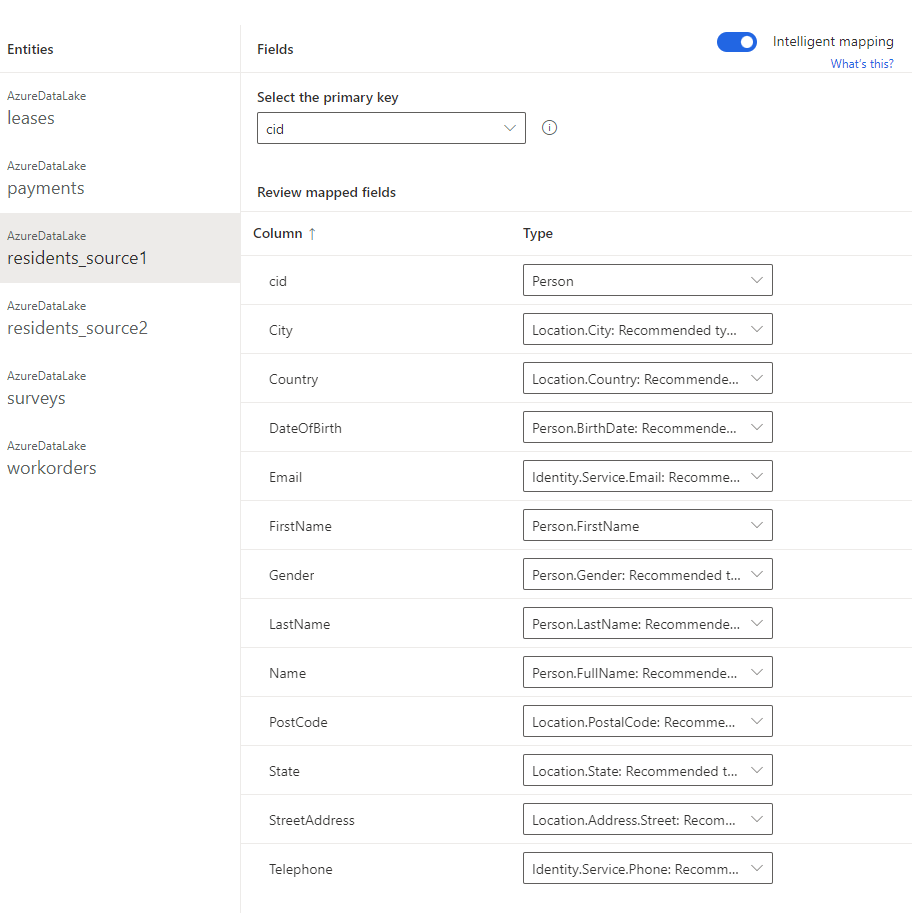 Entities
Fields
Intelligent mapping
What's this?
AzureDataLake
leases
AzureDataLake
payments
AzureDataLake
residents_source1
AzureDataLake
residents_source2
AzureDataLake
surveys
AzureDataLake
workorders
Select the primary key
cid
Review mapped fields
Column ↑ Type
cid Person
City Location.City: Recommended ty...
Country Location.Country: Recommende...
DateOfBirth Person.BirthDate: Recommende...
Email Identity.Service.Email: Recomme...
FirstName Person.FirstName
Gender Person.Gender: Recommended t...
LastName Person.LastName: Recommende...
Name Person.FullName: Recommende...
PostCode Location.PostalCode: Recomme...
State Location.State: Recommended t...
StreetAddress Location.Address.Street: Recom...
Telephone Identity.Service.Phone: Recomm...